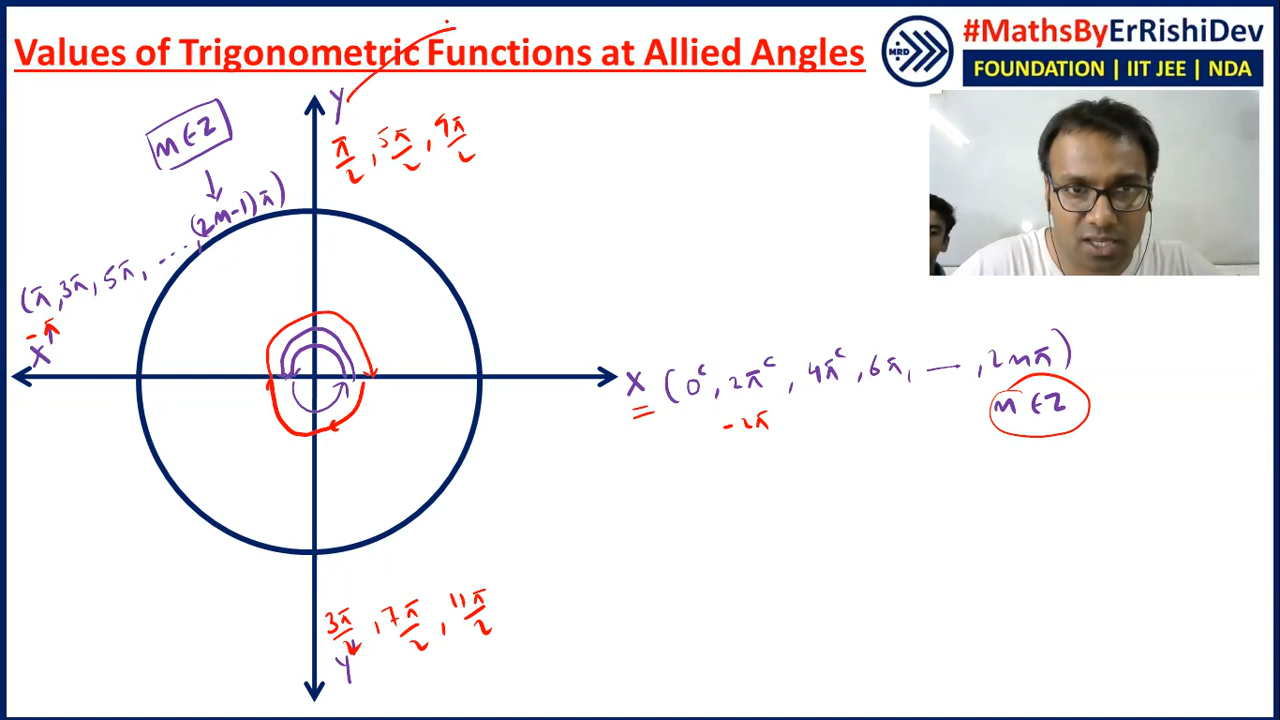 #MathsByErRishiDev
Values of Trigonometric Functions at Allied Angles
MRD
FOUNDATION | IIT JEE | NDA
Y
n ∈ Z
π/2, 5π/2, 9π/2
(2n-1)π)
(π, 3π, 5π, ...,
-π
X'
X (0ᶜ, 2πᶜ, 4πᶜ, 6π, —, 2nπ)
-2π
n ∈ Z
3π/2, 7π/2, 11π/2
Y'